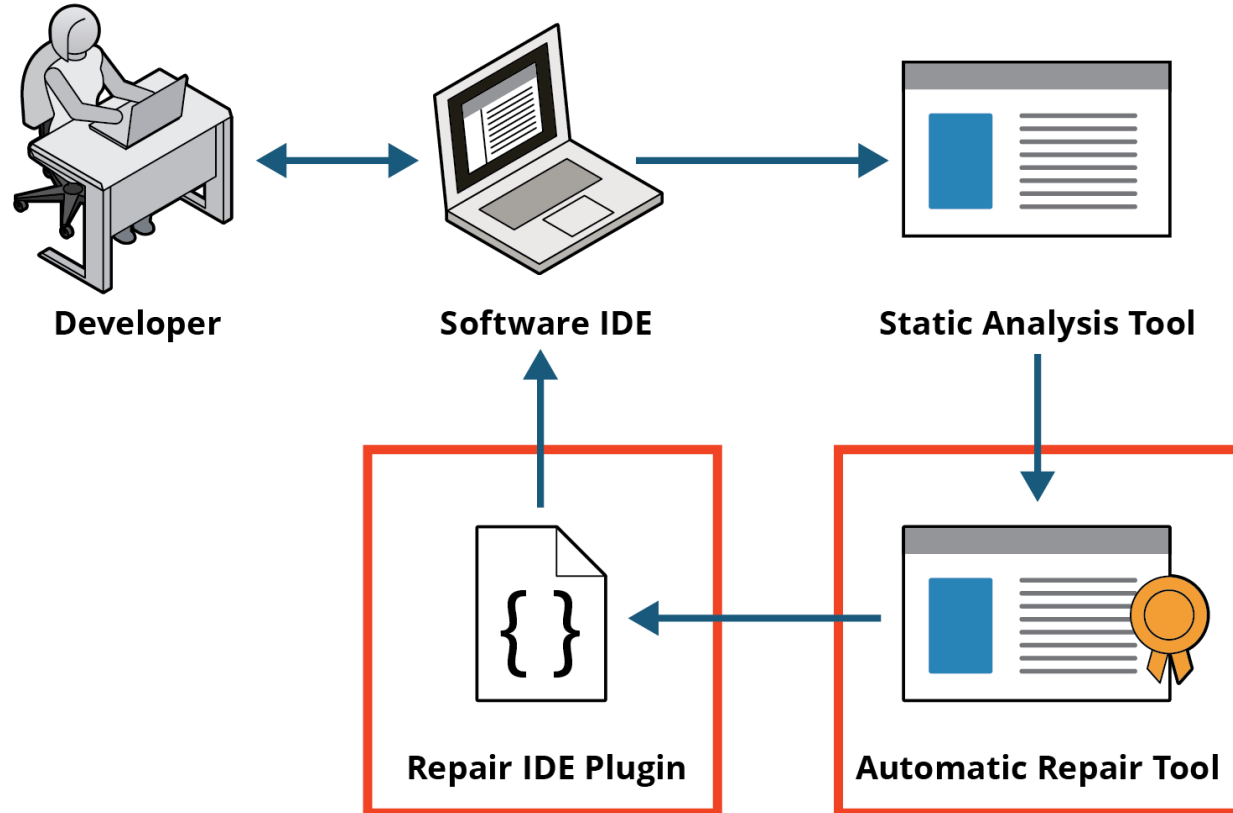 Developer
Software IDE
Static Analysis Tool
{ }
Repair IDE Plugin
Automatic Repair Tool